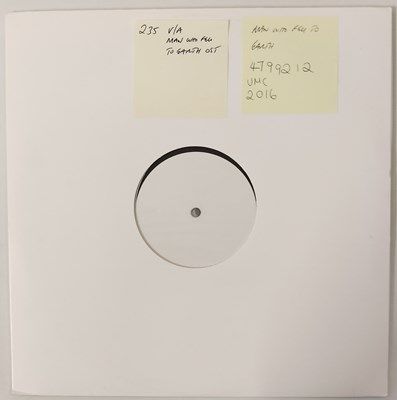 235 V/A
MAN WHO FELL
TO EARTH OST
MAN WHO FELL TO
EARTH
4799212
UMC
2016